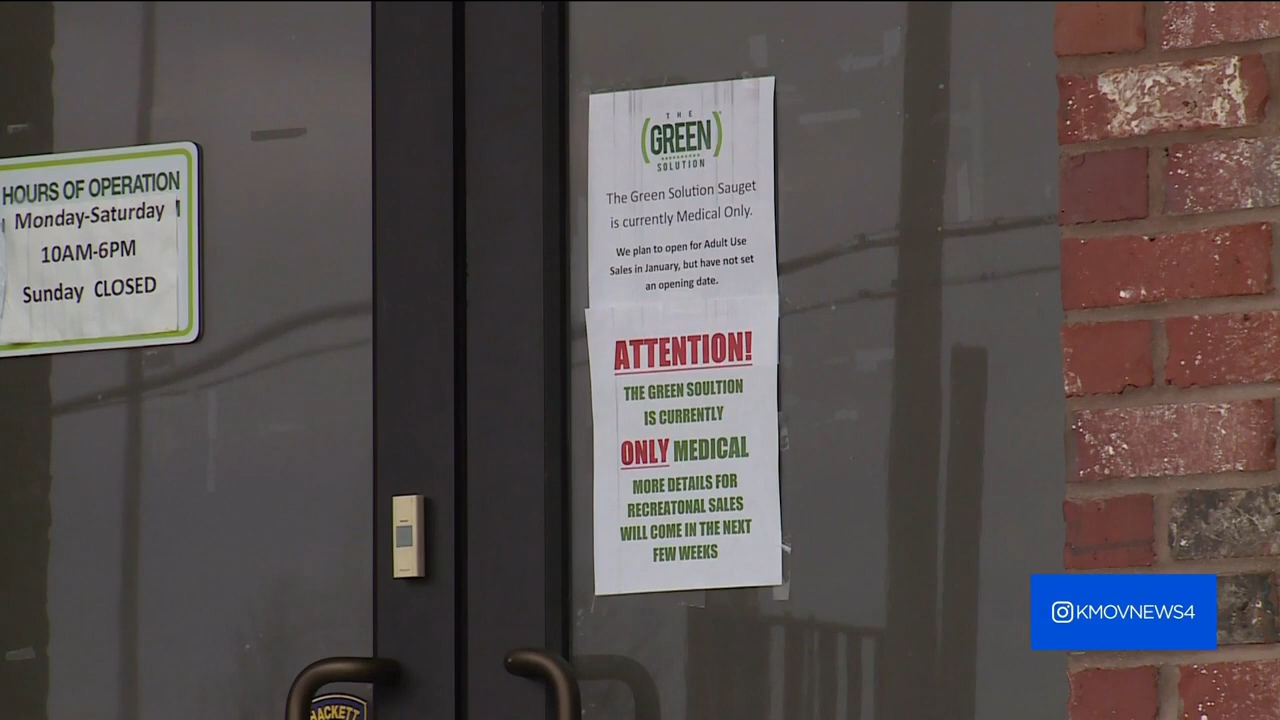 HOURS OF OPERATION
Monday-Saturday
10AM-6PM
Sunday CLOSED
THE
GREEN
SOLUTION
The Green Solution Sauget
is currently Medical Only.
We plan to open for Adult Use
Sales in January, but have not set
an opening date.
ATTENTION!
THE GREEN SOULTION
IS CURRENTLY
ONLY MEDICAL
MORE DETAILS FOR
RECREATONAL SALES
WILL COME IN THE NEXT
FEW WEEKS
HACKETT
KMOVNEWS4